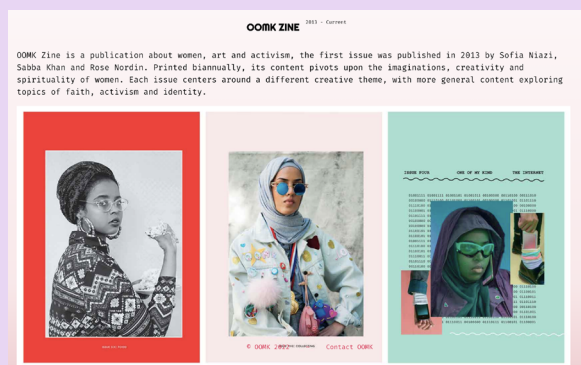 OOMK ZINE 2013 - Current
OOMK Zine is a publication about women, art and activism, the first issue was published in 2013 by Sofia Niazi,
Sabba Khan and Rose Nordin. Printed biannually, its content pivots upon the imaginations, creativity and
spirituality of women. Each issue centers around a different creative theme, with more general content exploring
topics of faith, activism and identity.
ISSUE FOUR ONE OF MY KIND THE INTERNET
© OOMK 2022 Contact OOMK